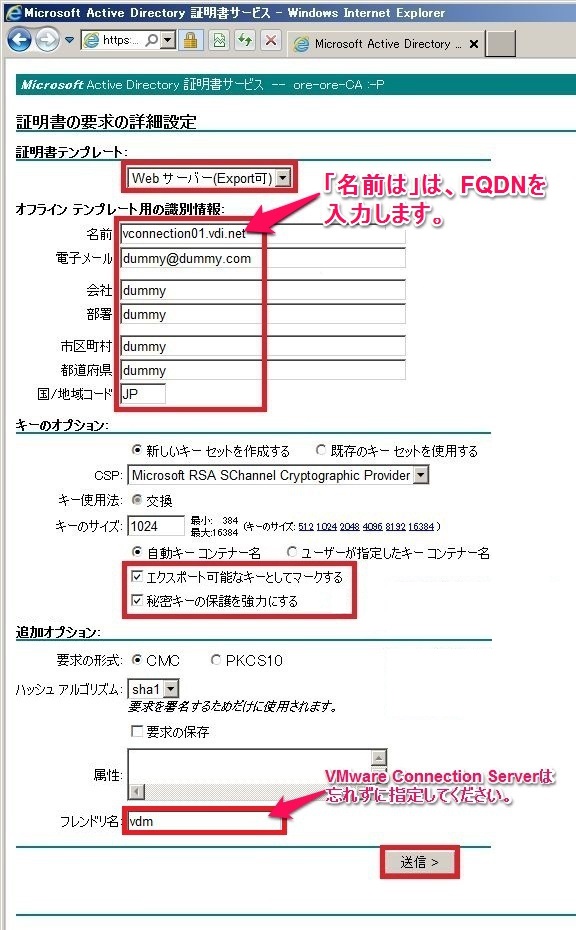 Microsoft Active Directory 証明書サービス - Windows Internet Explorer
https:...
Microsoft Active Directory ...
Microsoft Active Directory 証明書サービス -- ore-ore-CA :-P
証明書の要求の詳細設定
証明書テンプレート:
Web サーバー(Export可)
「名前は」は、FQDNを
入力します。
オフライン テンプレート用の識別情報:
名前 vconnection01.vdi.net
電子メール dummy@dummy.com
会社 dummy
部署 dummy
市区町村 dummy
都道府県 dummy
国/地域コード JP
キーのオプション:
新しいキー セットを作成する 既存のキー セットを使用する
CSP: Microsoft RSA SChannel Cryptographic Provider
キー使用法: 交換
キーのサイズ: 1024 最小: 384
最大:16384 (キーのサイズ: 512 1024 2048 4096 8192 16384 )
自動キー コンテナー名 ユーザーが指定したキー コンテナー名
エクスポート可能なキーとしてマークする
秘密キーの保護を強力にする
追加オプション:
要求の形式: CMC PKCS10
ハッシュ アルゴリズム: sha1
要求を署名するためだけに使用されます。
要求の保存
属性:
VMware Connection Serverは
忘れずに指定してください。
フレンドリ名: vdm
送信 >